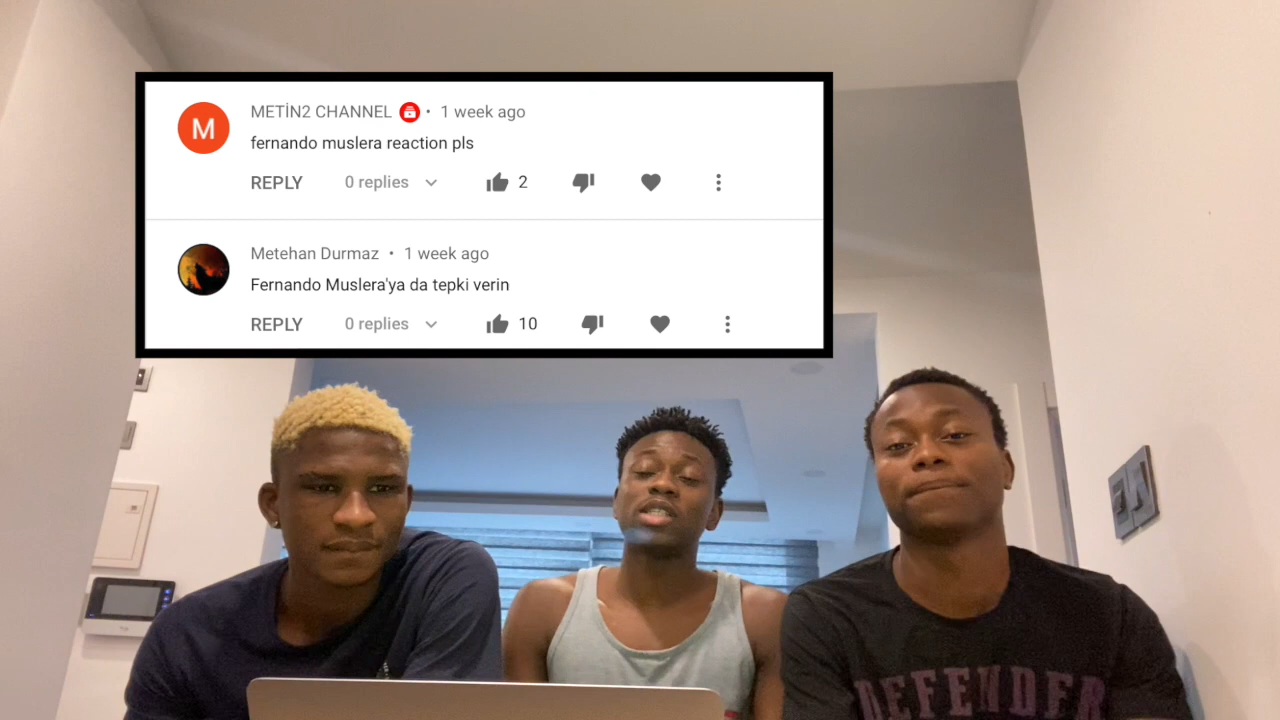 M
METİN2 CHANNEL • 1 week ago
fernando muslera reaction pls
REPLY 0 replies 2
Metehan Durmaz • 1 week ago
Fernando Muslera'ya da tepki verin
REPLY 0 replies 10
DEFENDER